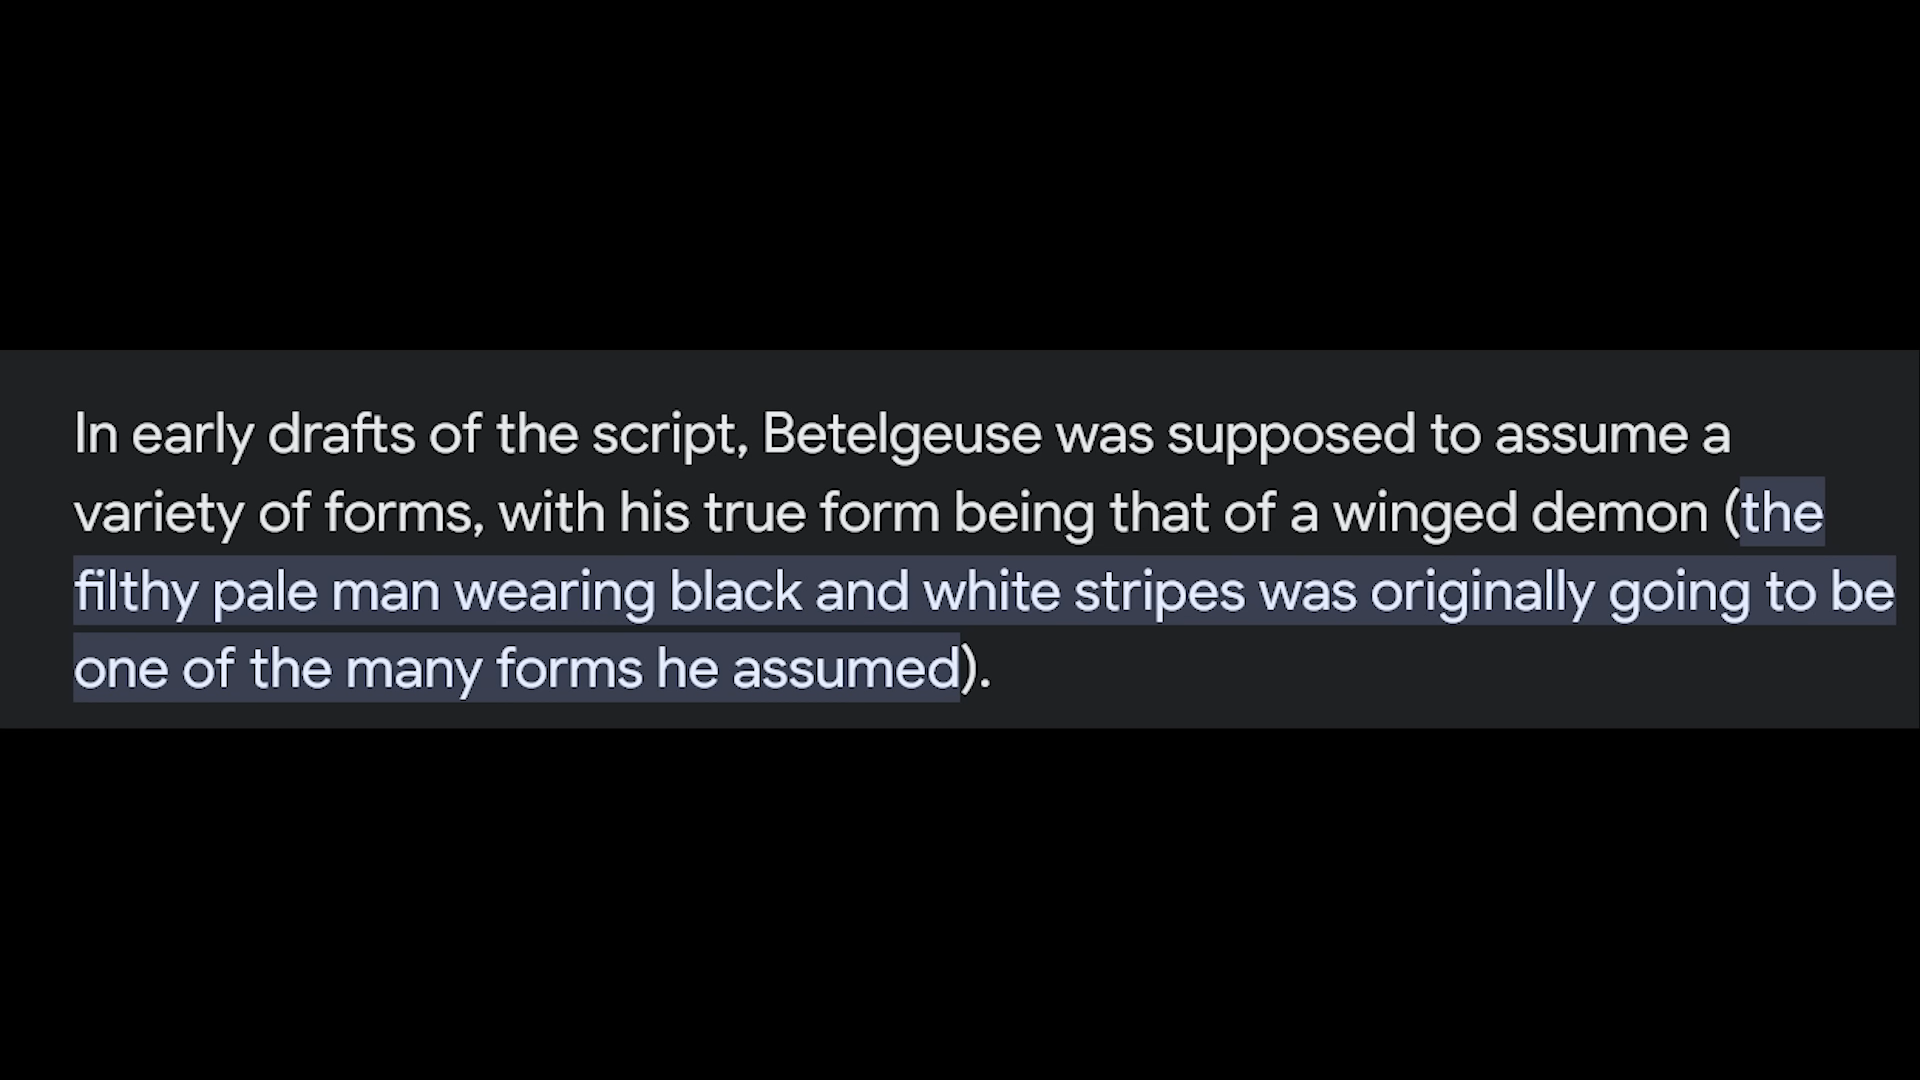 In early drafts of the script, Betelgeuse was supposed to assume a
variety of forms, with his true form being that of a winged demon (the
filthy pale man wearing black and white stripes was originally going to be
one of the many forms he assumed).